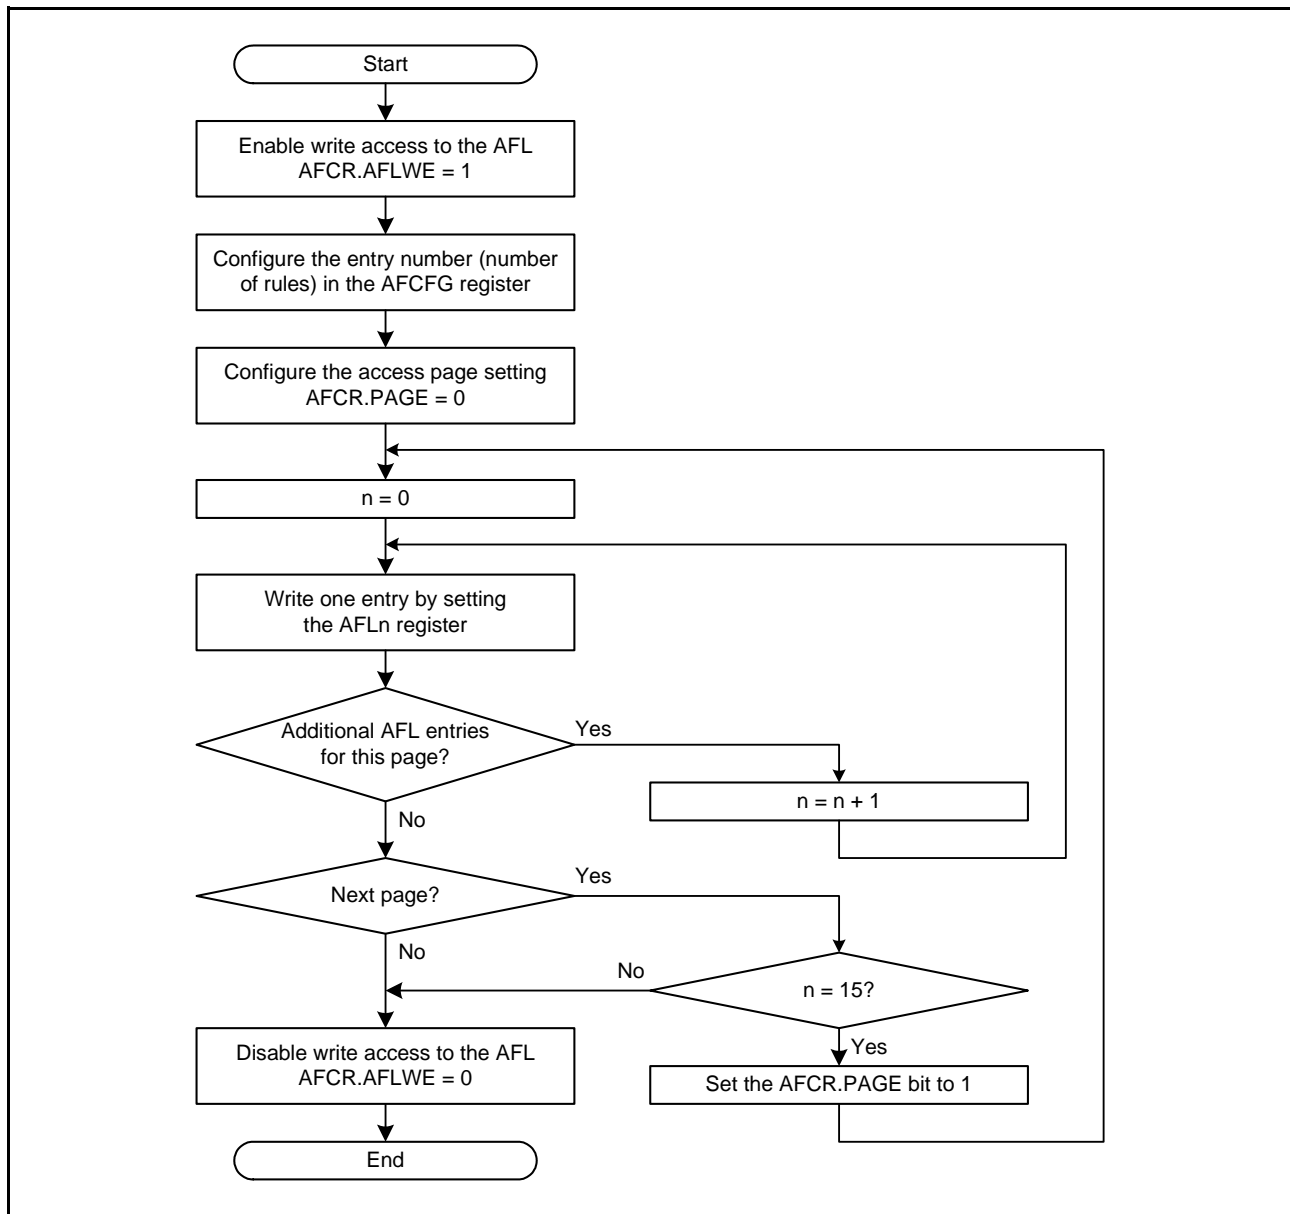 Start
Enable write access to the AFL
AFCR.AFLWE = 1
Configure the entry number (number
of rules) in the AFCFG register
Configure the access page setting
AFCR.PAGE = 0
n = 0
Write one entry by setting
the AFLn register
Additional AFL entries
for this page?
Yes
n = n + 1
No
Next page?
Yes
No
No
n = 15?
Yes
Disable write access to the AFL
AFCR.AFLWE = 0
Set the AFCR.PAGE bit to 1
End